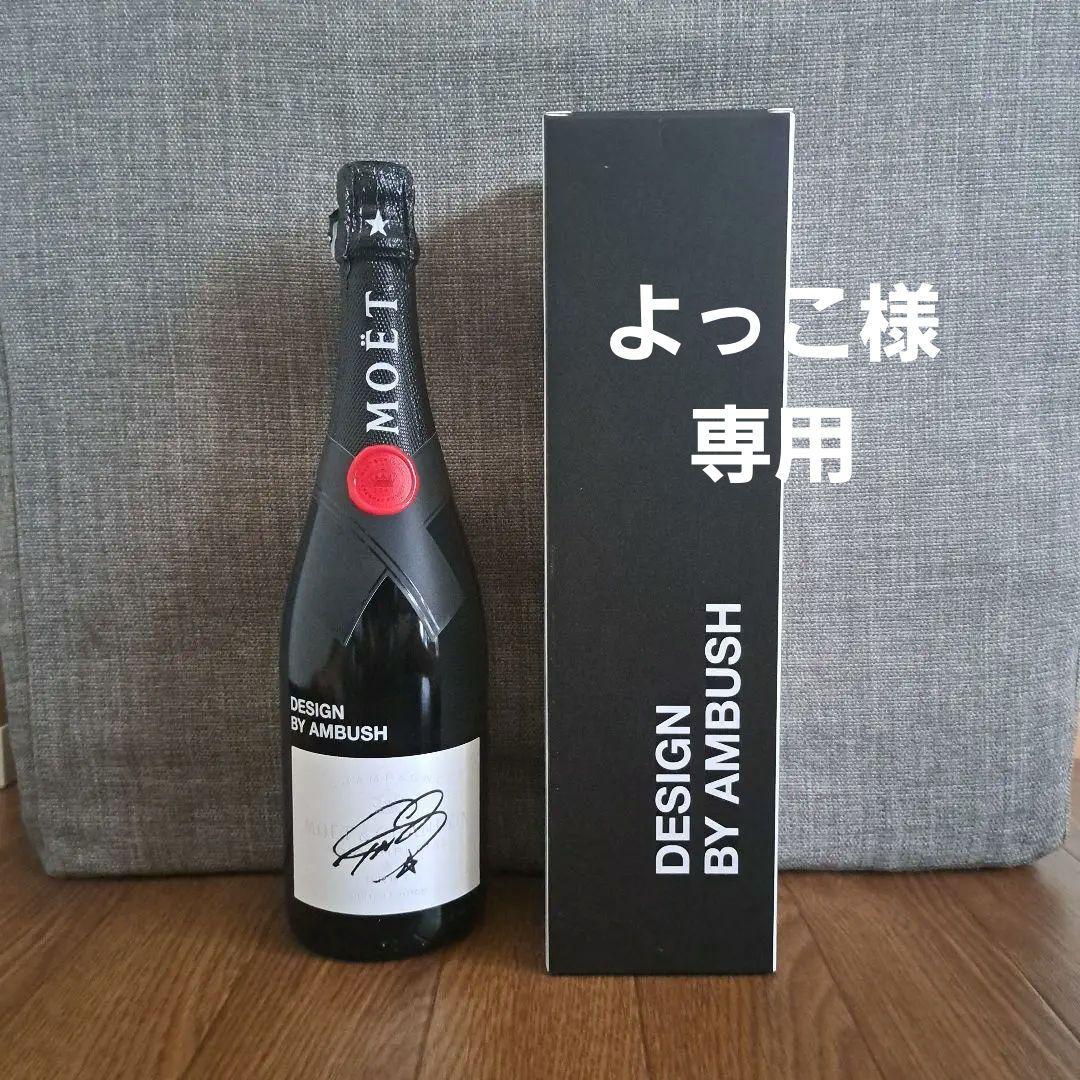 MOËT
DESIGN
BY AMBUSH
よっこ様
専用
DESIGN
BY AMBUSH